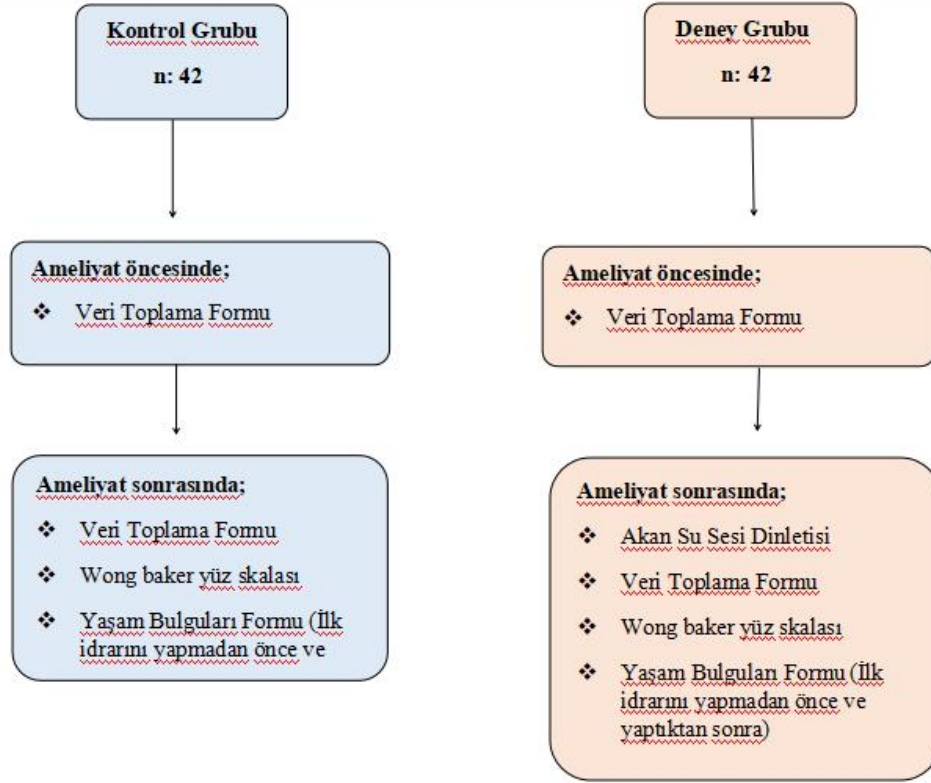 Kontrol Grubu
n: 42
Ameliyat öncesinde;
❖ Veri Toplama Formu
Ameliyat sonrasında;
❖ Veri Toplama Formu
❖ Wong baker yüz skalası
❖ Yaşam Bulguları Formu (İlk
idrarını yapmadan önce ve
Deney Grubu
n: 42
Ameliyat öncesinde;
❖ Veri Toplama Formu
Ameliyat sonrasında;
❖ Akan Su Sesi Dinletisi
❖ Veri Toplama Formu
❖ Wong baker yüz skalası
❖ Yaşam Bulguları Formu (İlk
idrarını yapmadan önce ve
yaptıktan sonra)